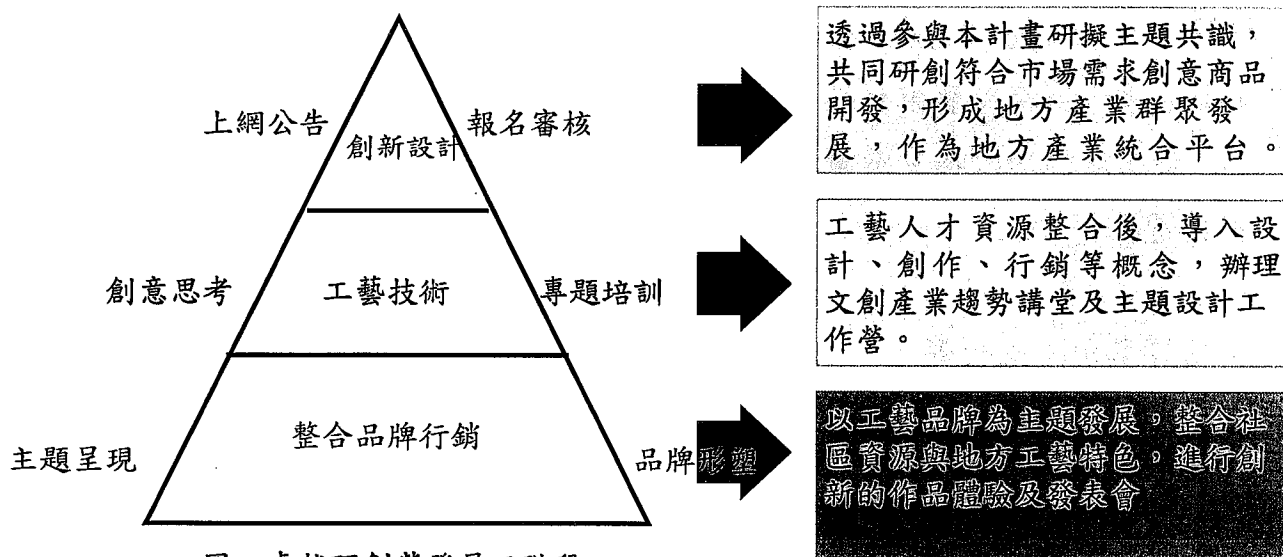 上網公告
報名審核
創新設計
透過參與本計畫研擬主題共識，
共同研創符合市場需求創意商品
開發，形成地方產業群聚發
展，作為地方產業統合平台。
創意思考
工藝技術
專題培訓
工藝人才資源整合後，導入設
計、創作、行銷等概念，辦理
文創產業趨勢講堂及主題設計工
作營。
主題呈現
整合品牌行銷
品牌形塑
以工藝品牌為主題發展，整合社
區資源與地方工藝特色，進行創
新的作品體驗及發表會